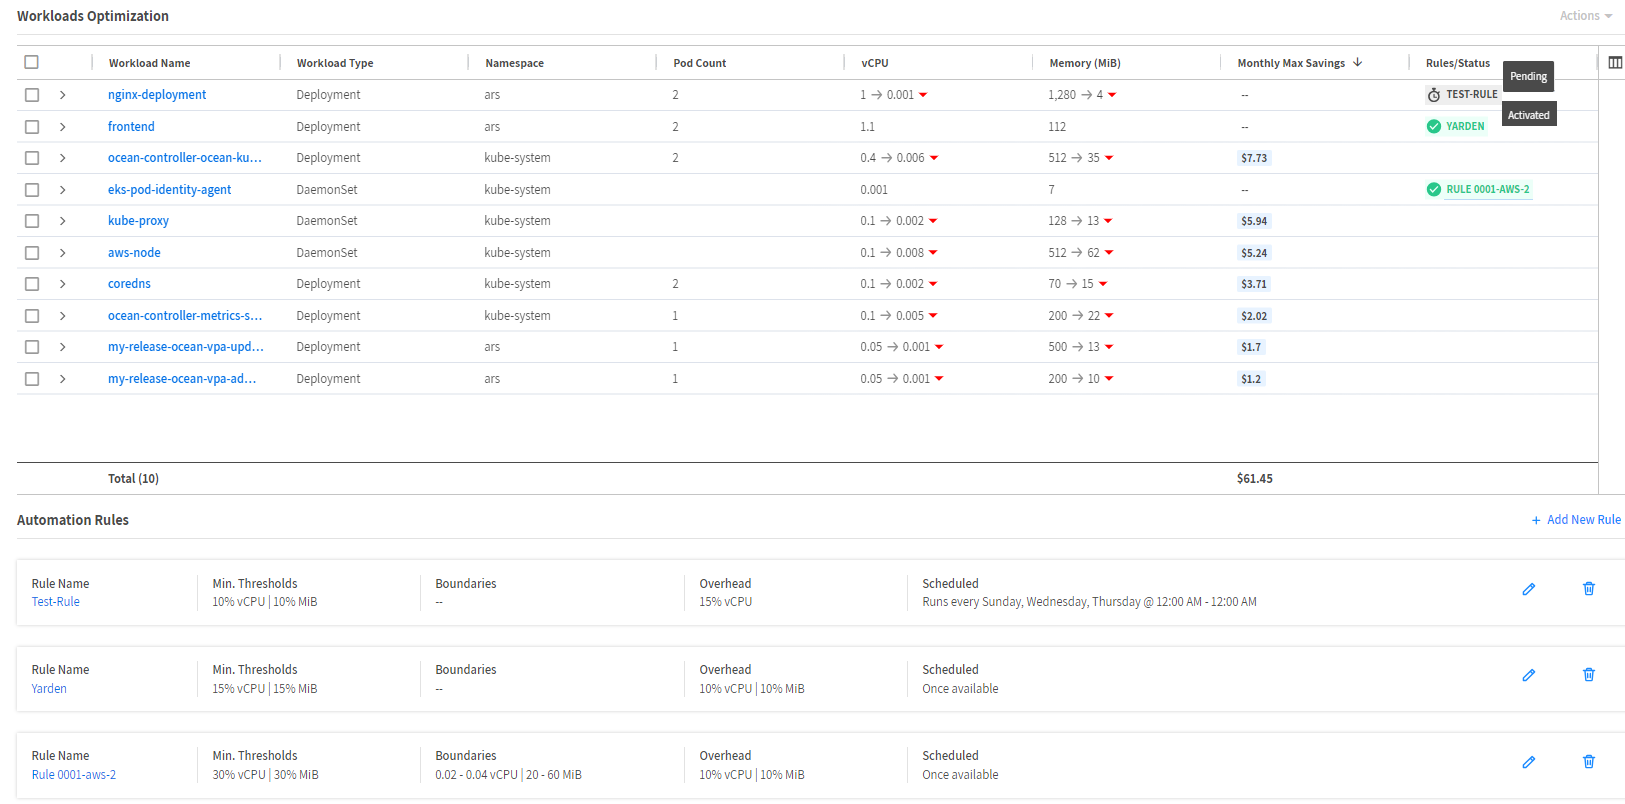 Workloads Optimization
Actions
Workload Name Workload Type Namespace Pod Count vCPU Memory (MiB) Monthly Max Savings ↓ Rules/Status
Pending
nginx-deployment Deployment ars 2 1 → 0.001 1,280 → 4 -- TEST-RULE
Activated
frontend Deployment ars 2 1.1 112 -- YARDEN
ocean-controller-ocean-ku... Deployment kube-system 2 0.4 → 0.006 512 → 35 $7.73
eks-pod-identity-agent DaemonSet kube-system 0.001 7 -- RULE 0001-AWS-2
kube-proxy DaemonSet kube-system 0.1 → 0.002 128 → 13 $5.94
aws-node DaemonSet kube-system 0.1 → 0.008 512 → 62 $5.24
coredns Deployment kube-system 2 0.1 → 0.002 70 → 15 $3.71
ocean-controller-metrics-s... Deployment kube-system 1 0.1 → 0.005 200 → 22 $2.02
my-release-ocean-vpa-upd... Deployment ars 1 0.05 → 0.001 500 → 13 $1.7
my-release-ocean-vpa-ad... Deployment ars 1 0.05 → 0.001 200 → 10 $1.2
Total (10) $61.45
Automation Rules
+ Add New Rule
Rule Name Min. Thresholds Boundaries Overhead Scheduled
Test-Rule 10% vCPU | 10% MiB -- 15% vCPU Runs every Sunday, Wednesday, Thursday @ 12:00 AM - 12:00 AM
Rule Name Min. Thresholds Boundaries Overhead Scheduled
Yarden 15% vCPU | 15% MiB -- 10% vCPU | 10% MiB Once available
Rule Name Min. Thresholds Boundaries Overhead Scheduled
Rule 0001-aws-2 30% vCPU | 30% MiB 0.02 - 0.04 vCPU | 20 - 60 MiB 10% vCPU | 10% MiB Once available